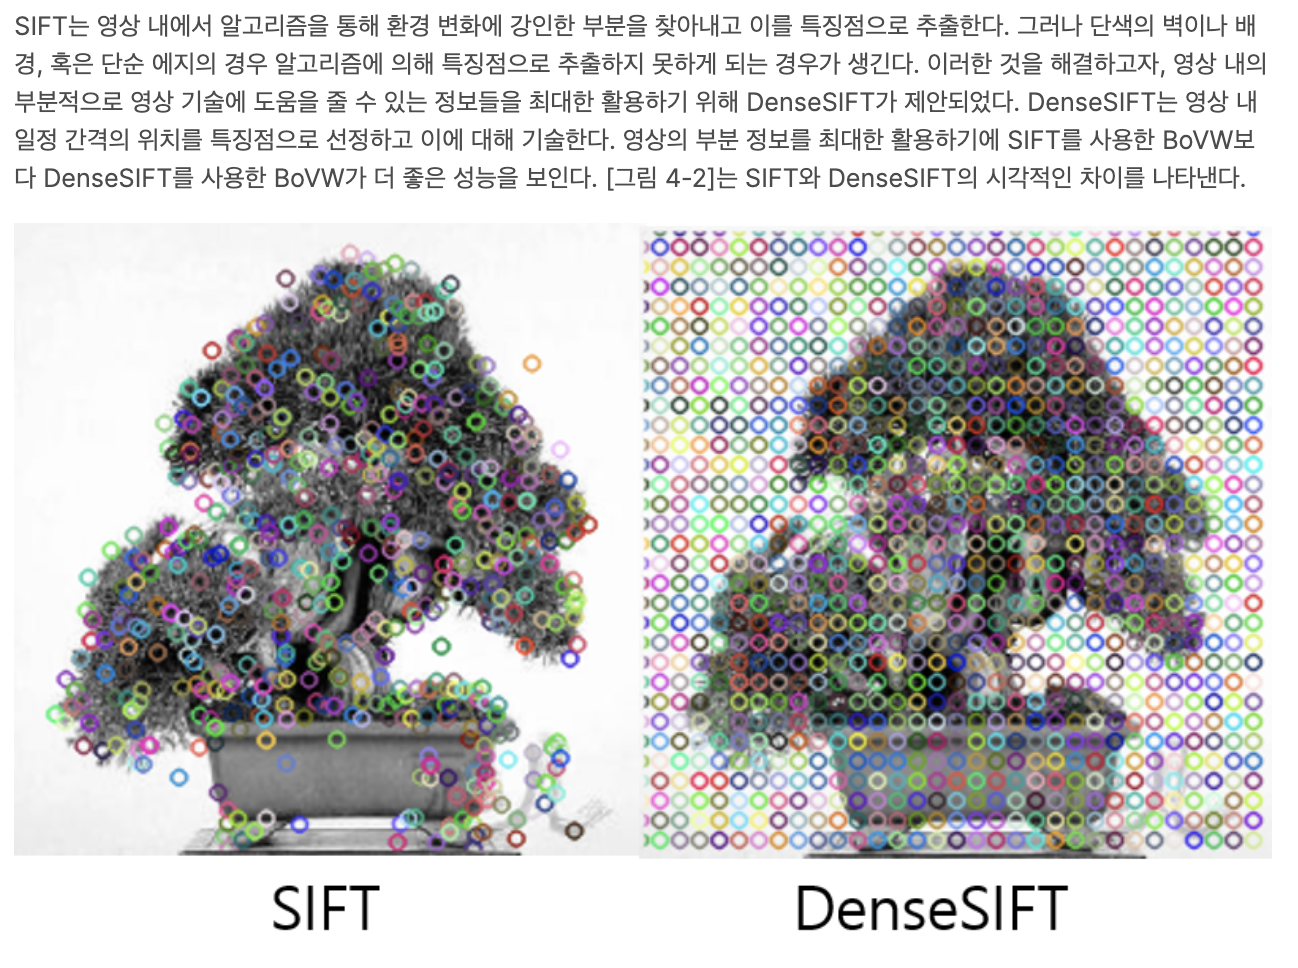 SIFT는 영상 내에서 알고리즘을 통해 환경 변화에 강인한 부분을 찾아내고 이를 특징점으로 추출한다. 그러나 단색의 벽이나 배
경, 혹은 단순 에지의 경우 알고리즘에 의해 특징점으로 추출하지 못하게 되는 경우가 생긴다. 이러한 것을 해결하고자, 영상 내의
부분적으로 영상 기술에 도움을 줄 수 있는 정보들을 최대한 활용하기 위해 DenseSIFT가 제안되었다. DenseSIFT는 영상 내
일정 간격의 위치를 특징점으로 선정하고 이에 대해 기술한다. 영상의 부분 정보를 최대한 활용하기에 SIFT를 사용한 BoVW보
다 DenseSIFT를 사용한 BoVW가 더 좋은 성능을 보인다. [그림 4-2]는 SIFT와 DenseSIFT의 시각적인 차이를 나타낸다.
SIFT
DenseSIFT